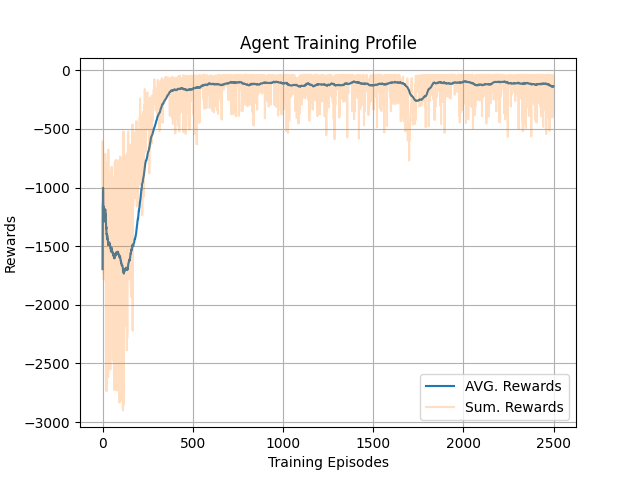 Agent Training Profile
0
−500
−1000
−1500
−2000
−2500
−3000
Rewards
0
500
1000
1500
2000
2500
Training Episodes
AVG. Rewards
Sum. Rewards